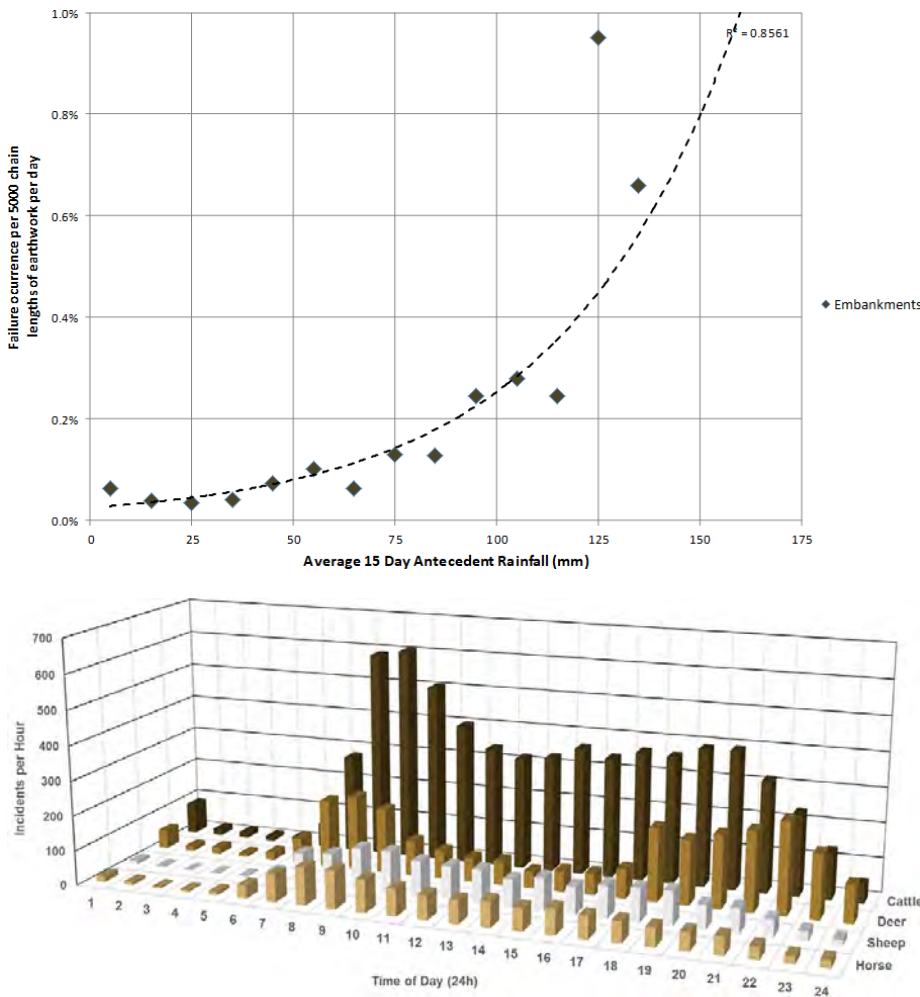 1.0%
R² = 0.8561
0.8%
0.6%
0.4%
0.2%
0.0%
Failure ocurrence per 5000 chain
lengths of earthwork per day
Embankments
0 25 50 75 100 125 150 175
Average 15 Day Antecedent Rainfall (mm)
700
600
500
400
300
200
100
0
Incidents per Hour
1 2 3 4 5 6 7 8 9 10 11 12 13 14 15 16 17 18 19 20 21 22 23 24
Cattle
Deer
Sheep
Horse
Time of Day (24h)